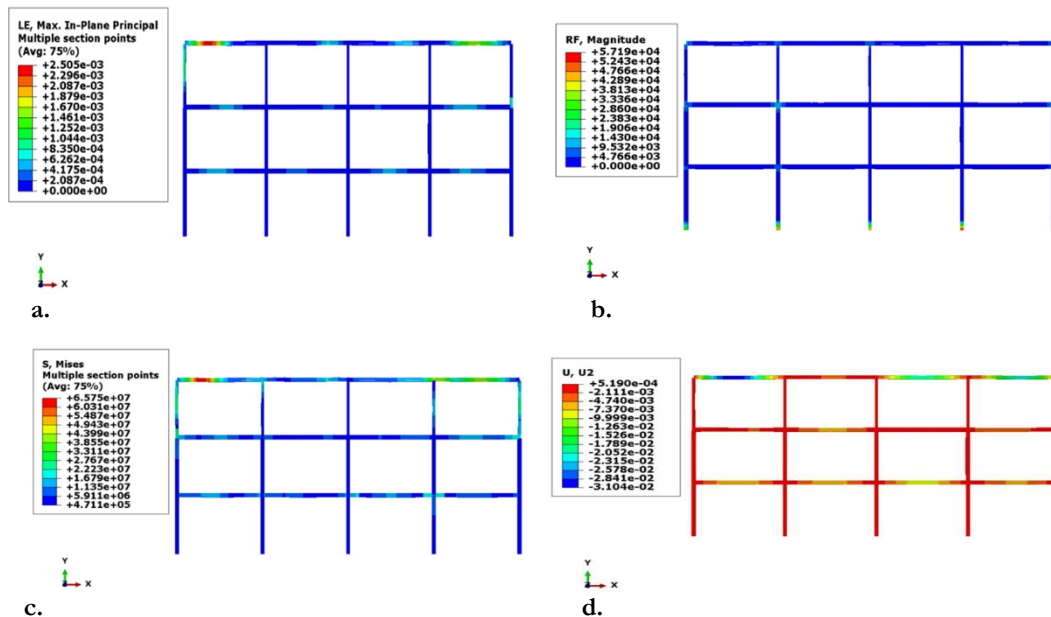 LE, Max. In-Plane Principal
Multiple section points
(Avg: 75%)
+2.505e-03
+2.296e-03
+2.087e-03
+1.879e-03
+1.670e-03
+1.461e-03
+1.252e-03
+1.044e-03
+8.350e-04
+6.262e-04
+4.175e-04
+2.087e-04
+0.000e+00
Y
Z
X
a.
RF, Magnitude
+5.719e+04
+5.243e+04
+4.766e+04
+4.289e+04
+3.813e+04
+3.336e+04
+2.860e+04
+2.383e+04
+1.906e+04
+1.430e+04
+9.532e+03
+4.766e+03
+0.000e+00
Y
Z
X
b.
S, Mises
Multiple section points
(Avg: 75%)
+6.575e+07
+6.031e+07
+5.487e+07
+4.943e+07
+4.399e+07
+3.855e+07
+3.311e+07
+2.767e+07
+2.223e+07
+1.679e+07
+1.135e+07
+5.911e+06
+4.711e+05
Y
Z
X
c.
U, U2
+5.190e-04
-2.111e-03
-4.740e-03
-7.370e-03
-9.999e-03
-1.263e-02
-1.526e-02
-1.789e-02
-2.052e-02
-2.315e-02
-2.578e-02
-2.841e-02
-3.104e-02
Y
Z
X
d.